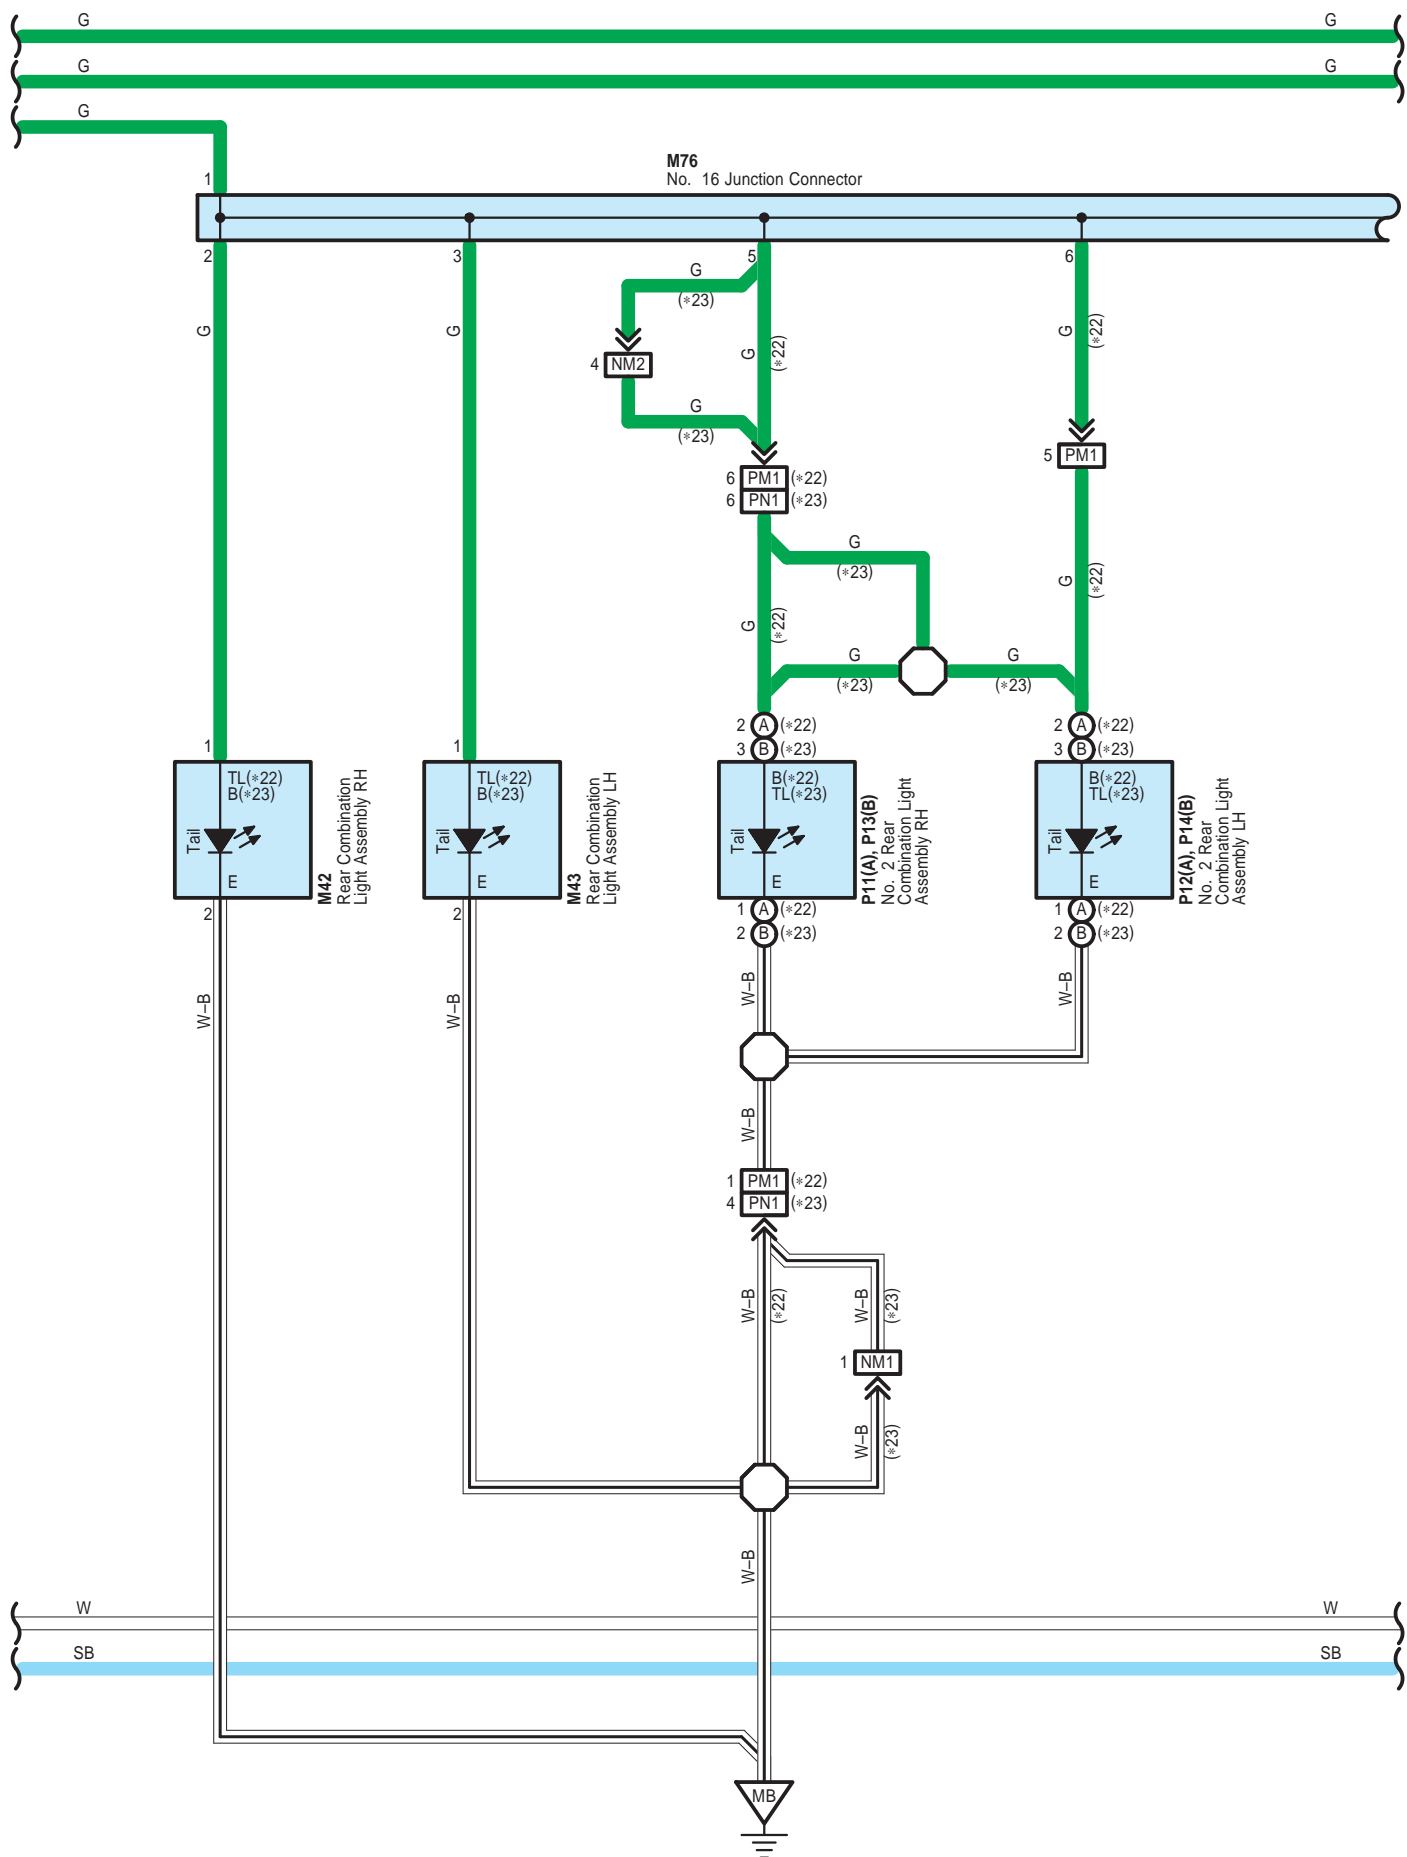 G G
G G
G
M76
No. 16 Junction Connector
1
2 3 5 6
G
(*23)
G G G (*22) G (*22)
4 NM2
G
(*23)
5 PM1
6 PM1 (*22)
6 PN1 (*23)
G
(*23)
G (*22)
G (*22)
G G
(*23) (*23)
2 A (*22) 2 A (*22)
1 1 3 B (*23) 3 B (*23)
TL(*22) TL(*22) B(*22) B(*22)
B(*23) B(*23) TL(*23) TL(*23)
Tail Tail Tail Tail
E E E E
M42
Rear Combination
Light Assembly RH
M43
Rear Combination
Light Assembly LH
P11(A), P13(B)
No. 2 Rear
Combination Light
Assembly RH
P12(A), P14(B)
No. 2 Rear
Combination Light
Assembly LH
2 2 1 A (*22) 1 A (*22)
2 B (*23) 2 B (*23)
W–B W–B W–B W–B
W–B
1 PM1 (*22)
4 PN1 (*23)
W–B (*22) W–B (*23)
1 NM1
W–B (*23)
W–B
W W
SB SB
MB